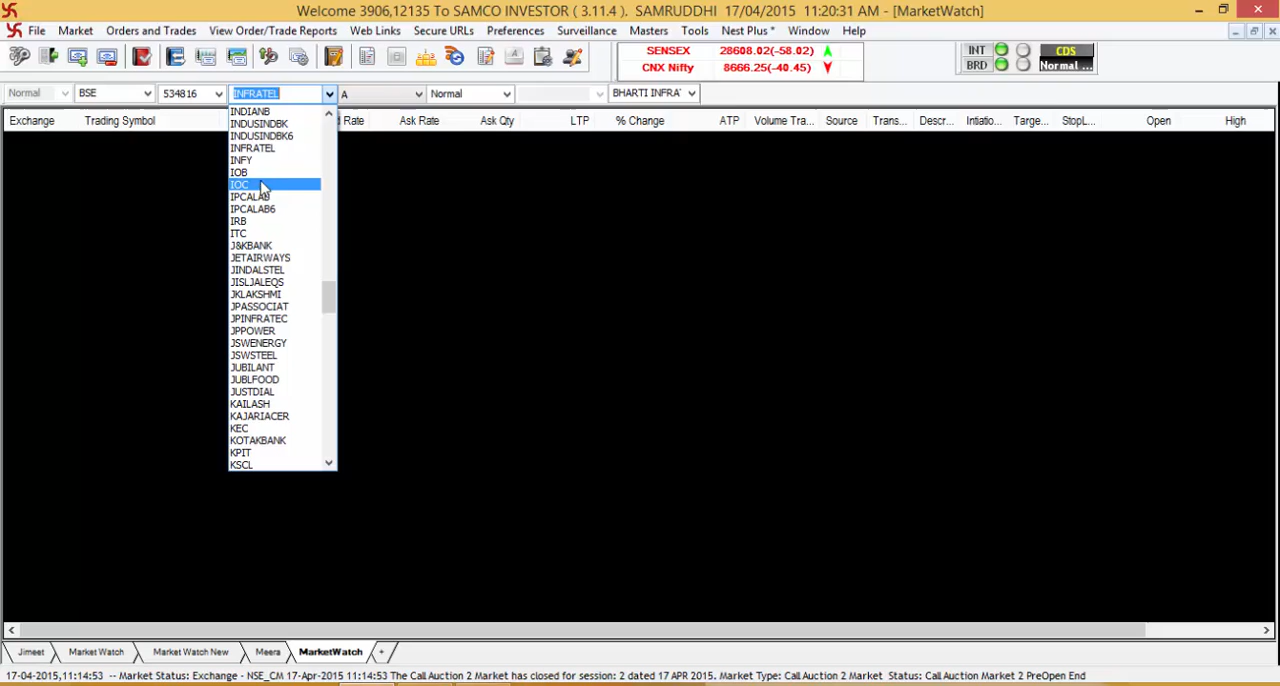 Welcome 3906,12135 To SAMCO INVESTOR ( 3.11.4 ).  SAMRUDDHI  17/04/2015  11:20:31 AM - [MarketWatch]
File Market Orders and Trades View Order/Trade Reports Web Links Secure URLs Preferences Surveillance Masters Tools Nest Plus * Window Help
SENSEX 28608.02(-58.02)
CNX Nifty 8666.25(-40.45)
INT CDS
BRD Normal ...
Normal BSE 534816 INFRATEL A Normal BHARTI INFRA
Exchange Trading Symbol d Rate Ask Rate Ask Qty LTP % Change ATP Volume Tra... Source Trans... Descr... Intiatio... Targe... StopL... Open High
INDIANB
INDUSINDBK
INDUSINDBK6
INFRATEL
INFY
IOB
IOC
IPCALAB
IPCALAB6
IRB
ITC
J&KBANK
JETAIRWAYS
JINDALSTEL
JISLJALEQS
JKLAKSHMI
JPASSOCIAT
JPINFRATEC
JPPOWER
JSWENERGY
JSWSTEEL
JUBILANT
JUBLFOOD
JUSTDIAL
KAILASH
KAJARIACER
KEC
KOTAKBANK
KPIT
KSCL
Jimeet Market Watch Market Watch New Meera MarketWatch +
17-04-2015,11:14:53 -- Market Status: Exchange - NSE_CM 17-Apr-2015 11:14:53 The Call Auction 2 Market has closed for session: 2 dated 17 APR 2015. Market Type: Call Auction 2 Market Status: Call Auction Market 2 PreOpen End